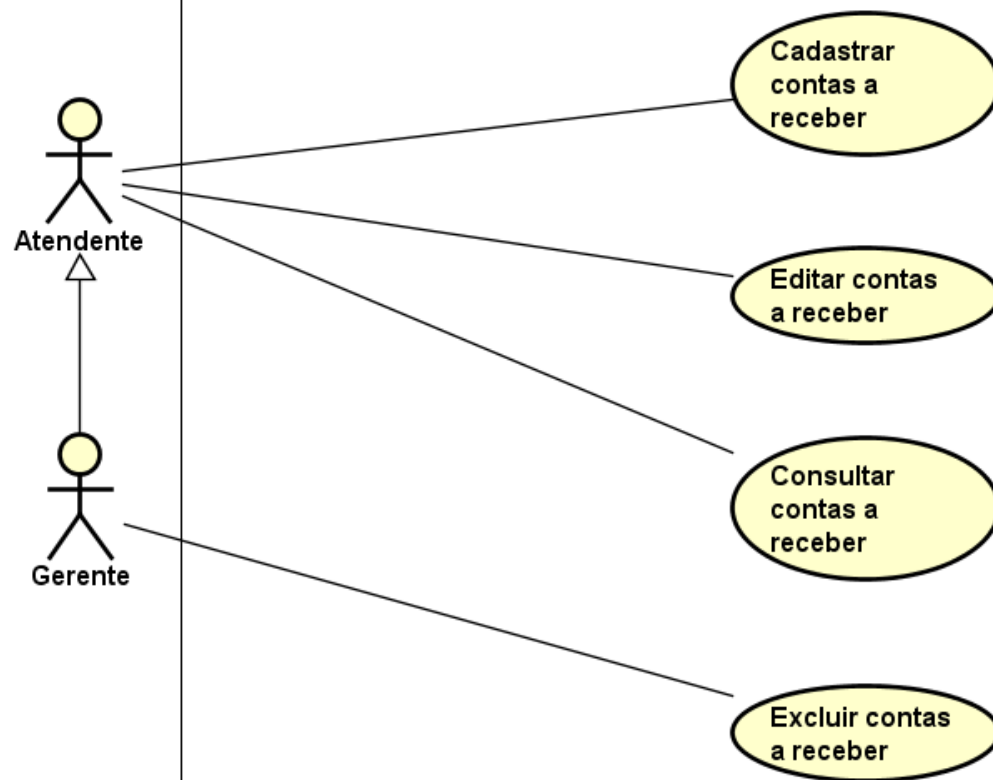 Cadastrar
contas a
receber
Atendente
Editar contas
a receber
Consultar
contas a
receber
Gerente
Excluir contas
a receber